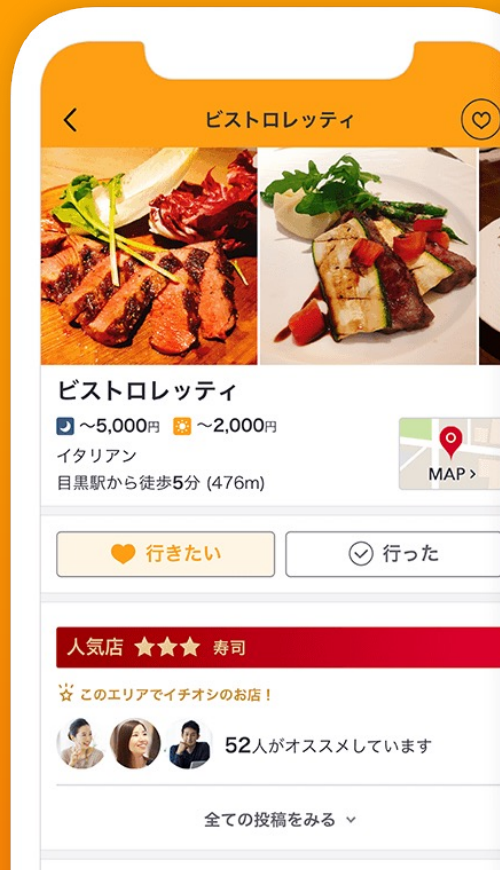 ビストロレッティ
ビストロレッティ
～5,000円 ～2,000円
イタリアン
目黒駅から徒歩5分 (476m)
MAP
行きたい
行った
人気店 ★★★ 寿司
このエリアでイチオシのお店！
52人がオススメしています
全ての投稿をみる